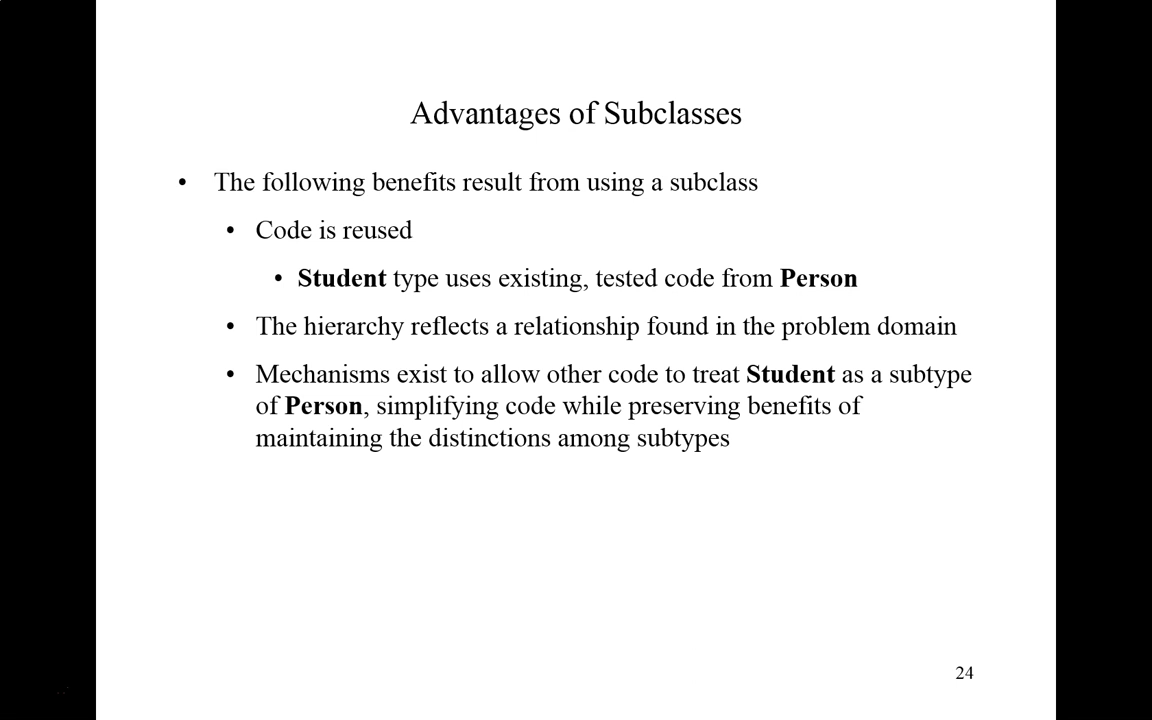 Advantages of Subclasses
• The following benefits result from using a subclass
• Code is reused
• Student type uses existing, tested code from Person
• The hierarchy reflects a relationship found in the problem domain
• Mechanisms exist to allow other code to treat Student as a subtype
of Person, simplifying code while preserving benefits of
maintaining the distinctions among subtypes
24